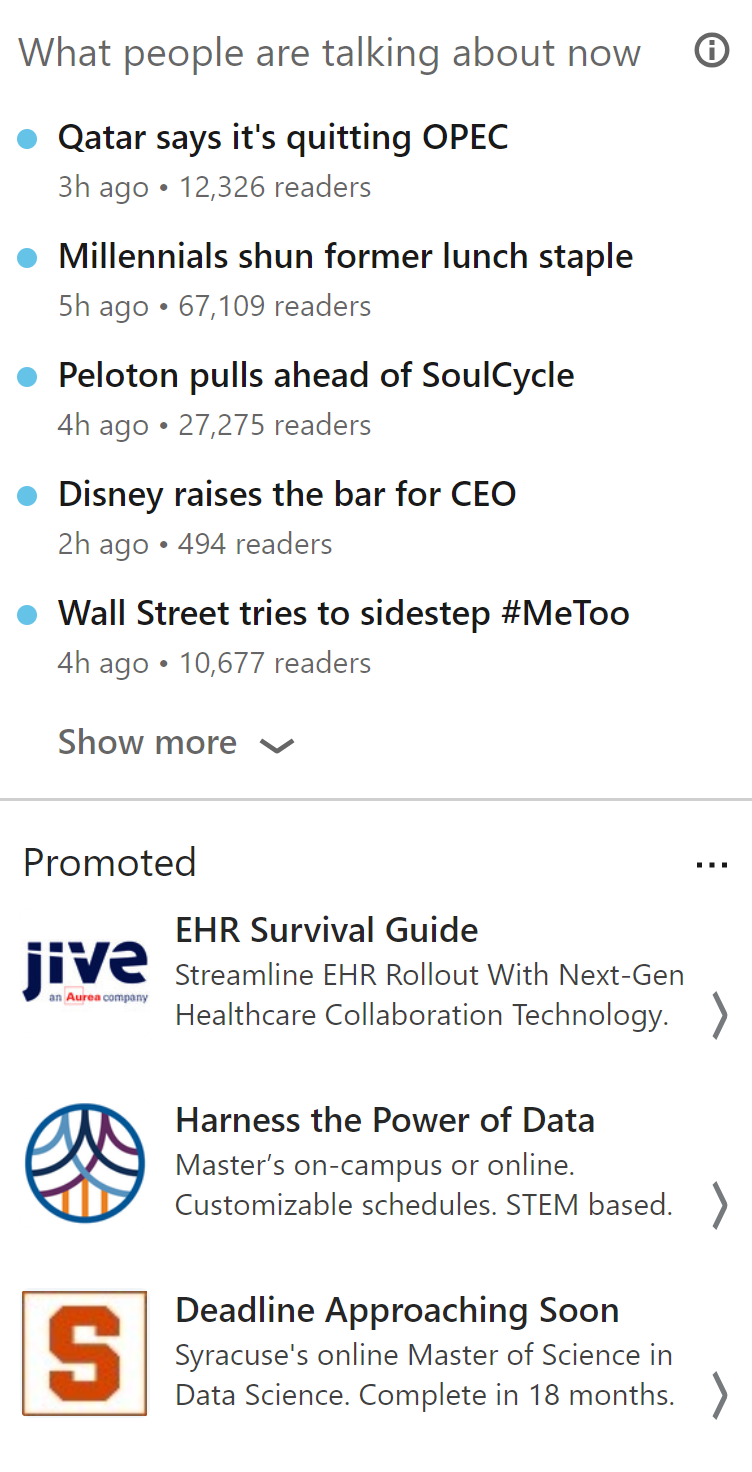 What people are talking about now
Qatar says it's quitting OPEC
3h ago • 12,326 readers
Millennials shun former lunch staple
5h ago • 67,109 readers
Peloton pulls ahead of SoulCycle
4h ago • 27,275 readers
Disney raises the bar for CEO
2h ago • 494 readers
Wall Street tries to sidestep #MeToo
4h ago • 10,677 readers
Show more
Promoted
jive
an Aurea company
EHR Survival Guide
Streamline EHR Rollout With Next-Gen
Healthcare Collaboration Technology.
Harness the Power of Data
Master’s on-campus or online.
Customizable schedules. STEM based.
S
Deadline Approaching Soon
Syracuse's online Master of Science in
Data Science. Complete in 18 months.